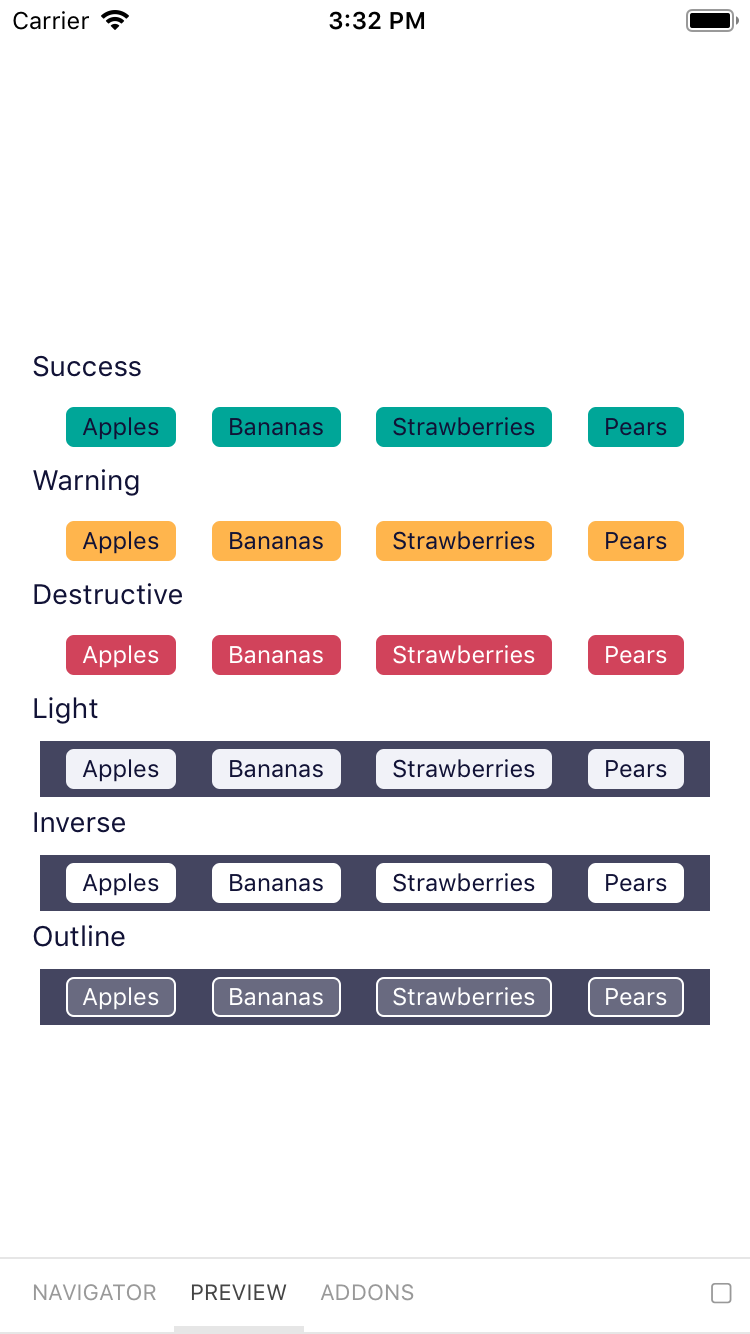 Carrier 3:32 PM
Success
Apples Bananas Strawberries Pears
Warning
Apples Bananas Strawberries Pears
Destructive
Apples Bananas Strawberries Pears
Light
Apples Bananas Strawberries Pears
Inverse
Apples Bananas Strawberries Pears
Outline
Apples Bananas Strawberries Pears
NAVIGATOR PREVIEW ADDONS